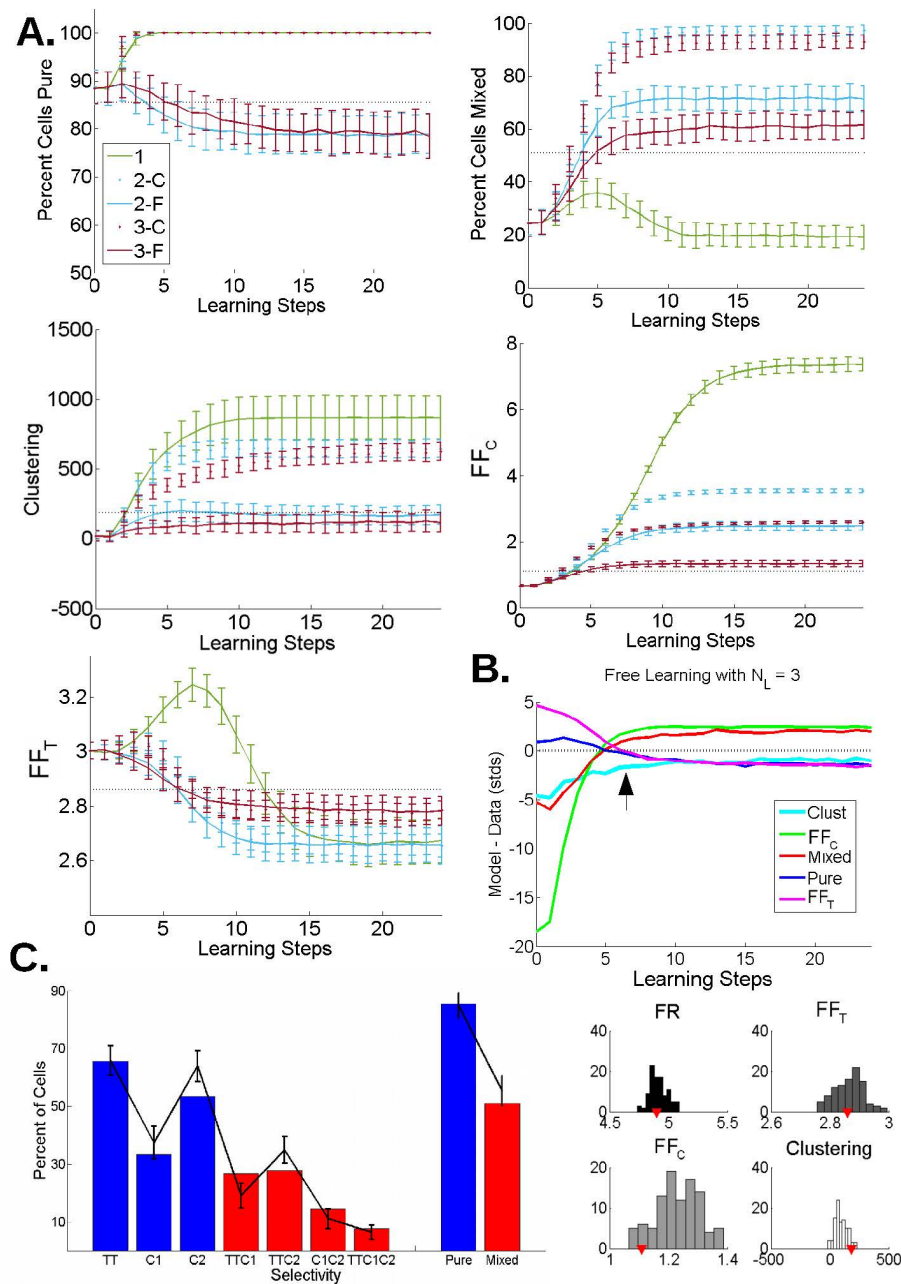 A.
Percent Cells Pure
100
90
80
70
60
50
0 5 10 15 20
Learning Steps
1
2-C
2-F
3-C
3-F
Percent Cells Mixed
100
80
60
40
20
0
0 5 10 15 20
Learning Steps
Clustering
1500
1000
500
0
-500
0 5 10 15 20
Learning Steps
FFC
8
6
4
2
0
0 5 10 15 20
Learning Steps
FFT
3.2
3
2.8
2.6
0 5 10 15 20
Learning Steps
B.
Free Learning with NL = 3
Model - Data (stds)
5
0
-5
-10
-15
-20
0 5 10 15 20
Learning Steps
Clust
FFC
Mixed
Pure
FFT
C.
Percent of Cells
90
70
50
30
10
TT C1 C2 TTC1 TTC2 C1C2 TTC1C2 Pure Mixed
Selectivity
FR
40
20
0
4.5 5 5.5
FFT
40
20
0
2.6 2.8 3
FFC
20
10
0
1 1.2 1.4
Clustering
40
20
0
-500 0 500